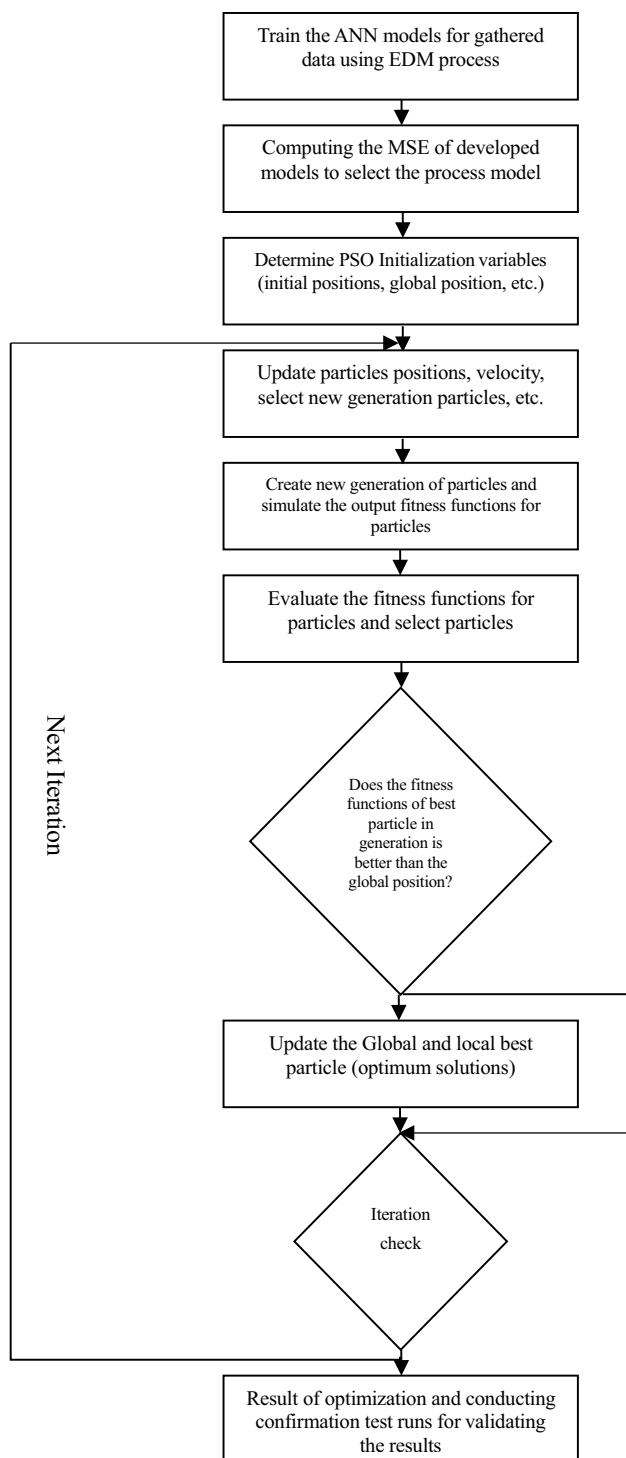 Train the ANN models for gathered
data using EDM process
Computing the MSE of developed
models to select the process model
Determine PSO Initialization variables
(initial positions, global position, etc.)
Update particles positions, velocity,
select new generation particles, etc.
Create new generation of particles and
simulate the output fitness functions for
particles
Evaluate the fitness functions for
particles and select particles
Next Iteration
Does the fitness
functions of best
particle in
generation is
better than the
global position?
Update the Global and local best
particle (optimum solutions)
Iteration
check
Result of optimization and conducting
confirmation test runs for validating
the results